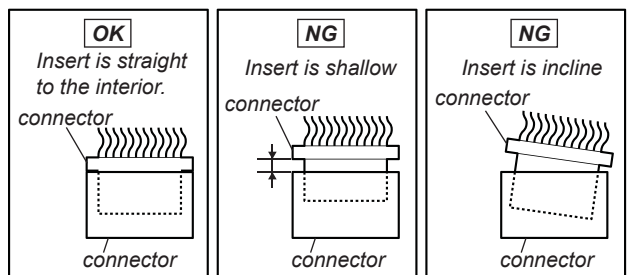 OK
Insert is straight
to the interior.
connector
connector
NG
Insert is shallow
connector
connector
NG
Insert is incline
connector
connector